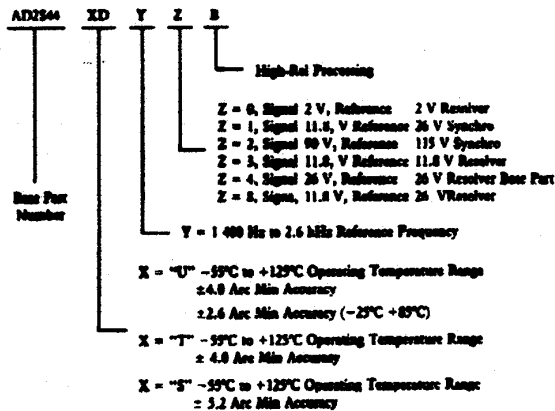 AD2S44 XD Y Z B
High-Rel Processing
Z = 0, Signal 2 V, Reference 2 V Resolver
Z = 1, Signal 11.8, V Reference 26 V Synchro
Z = 2, Signal 90 V, Reference 115 V Synchro
Z = 3, Signal 11.8, V Reference 11.8 V Resolver
Z = 4, Signal 26 V, Reference 26 V Resolver Base Part
Z = 8, Signa, 11.8 V, Reference 26 VResolver
Base Part
Number
Y = 1 400 Hz to 2.6 kHz Reference Frequency
X = "U" -55°C to +125°C Operating Temperature Range
±4.0 Arc Min Accuracy
±2.6 Arc Min Accuracy (-25°C +85°C)
X = "T" -55°C to +125°C Operating Temperature Range
± 4.0 Arc Min Accuracy
X = "S" -55°C to +125°C Operating Temperature Range
± 5.2 Arc Min Accuracy